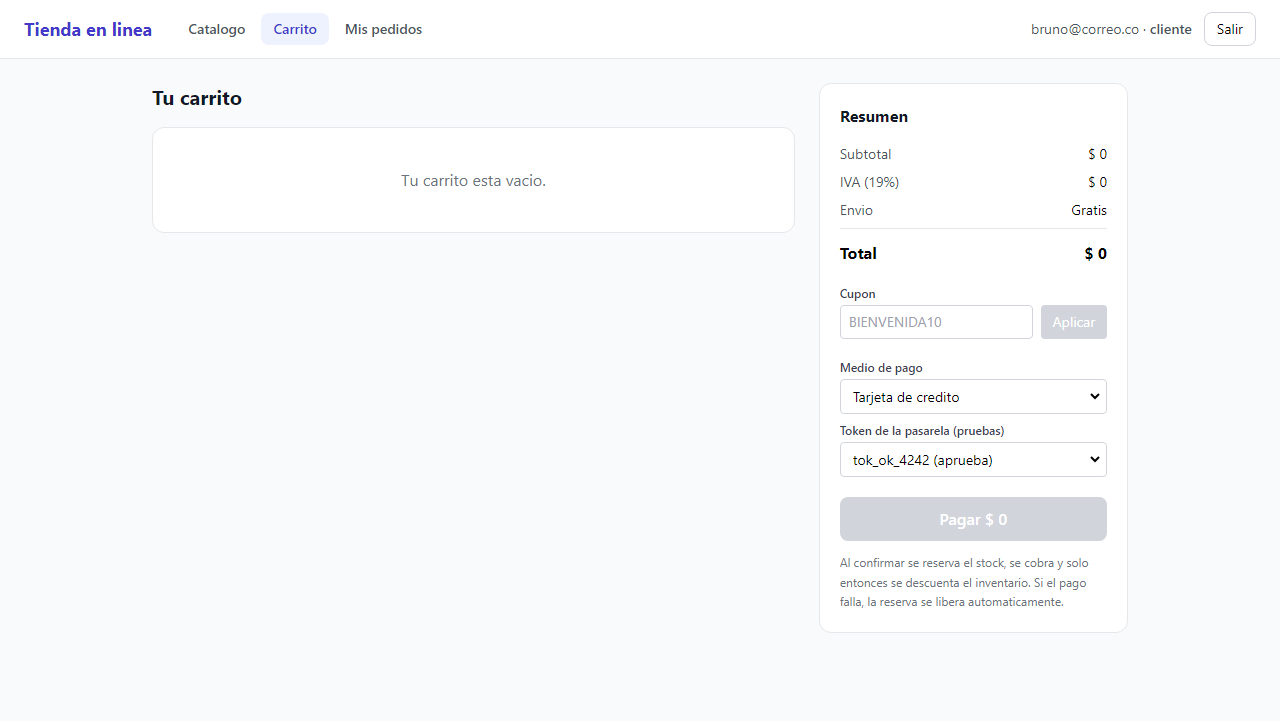 Tienda en linea
Catalogo
Carrito
Mis pedidos
bruno@correo.co · cliente
Salir
Tu carrito
Tu carrito esta vacio.
Resumen
Subtotal $ 0
IVA (19%) $ 0
Envio Gratis
Total $ 0
Cupon
BIENVENIDA10
Aplicar
Medio de pago
Tarjeta de credito
Token de la pasarela (pruebas)
tok_ok_4242 (aprueba)
Pagar $ 0
Al confirmar se reserva el stock, se cobra y solo
entonces se descuenta el inventario. Si el pago
falla, la reserva se libera automaticamente.